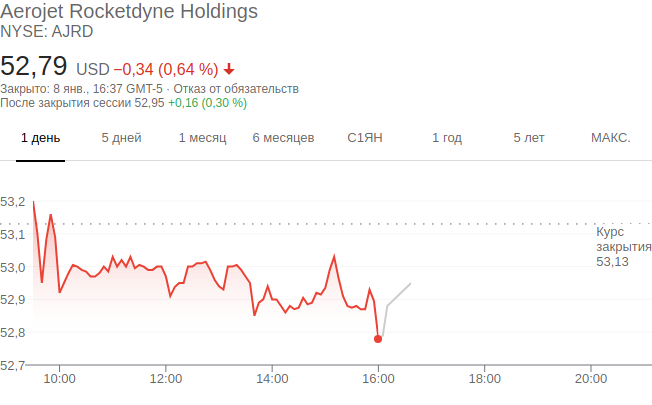 Aerojet Rocketdyne Holdings
NYSE: AJRD
52,79 USD −0,34 (0,64 %)
Закрыто: 8 янв., 16:37 GMT-5 · Отказ от обязательств
После закрытия сессии 52,95 +0,16 (0,30 %)
1 день 5 дней 1 месяц 6 месяцев С1ЯН 1 год 5 лет МАКС.
53,2
53,1
53,0
52,9
52,8
52,7
Курс
закрытия
53,13
10:00 12:00 14:00 16:00 18:00 20:00